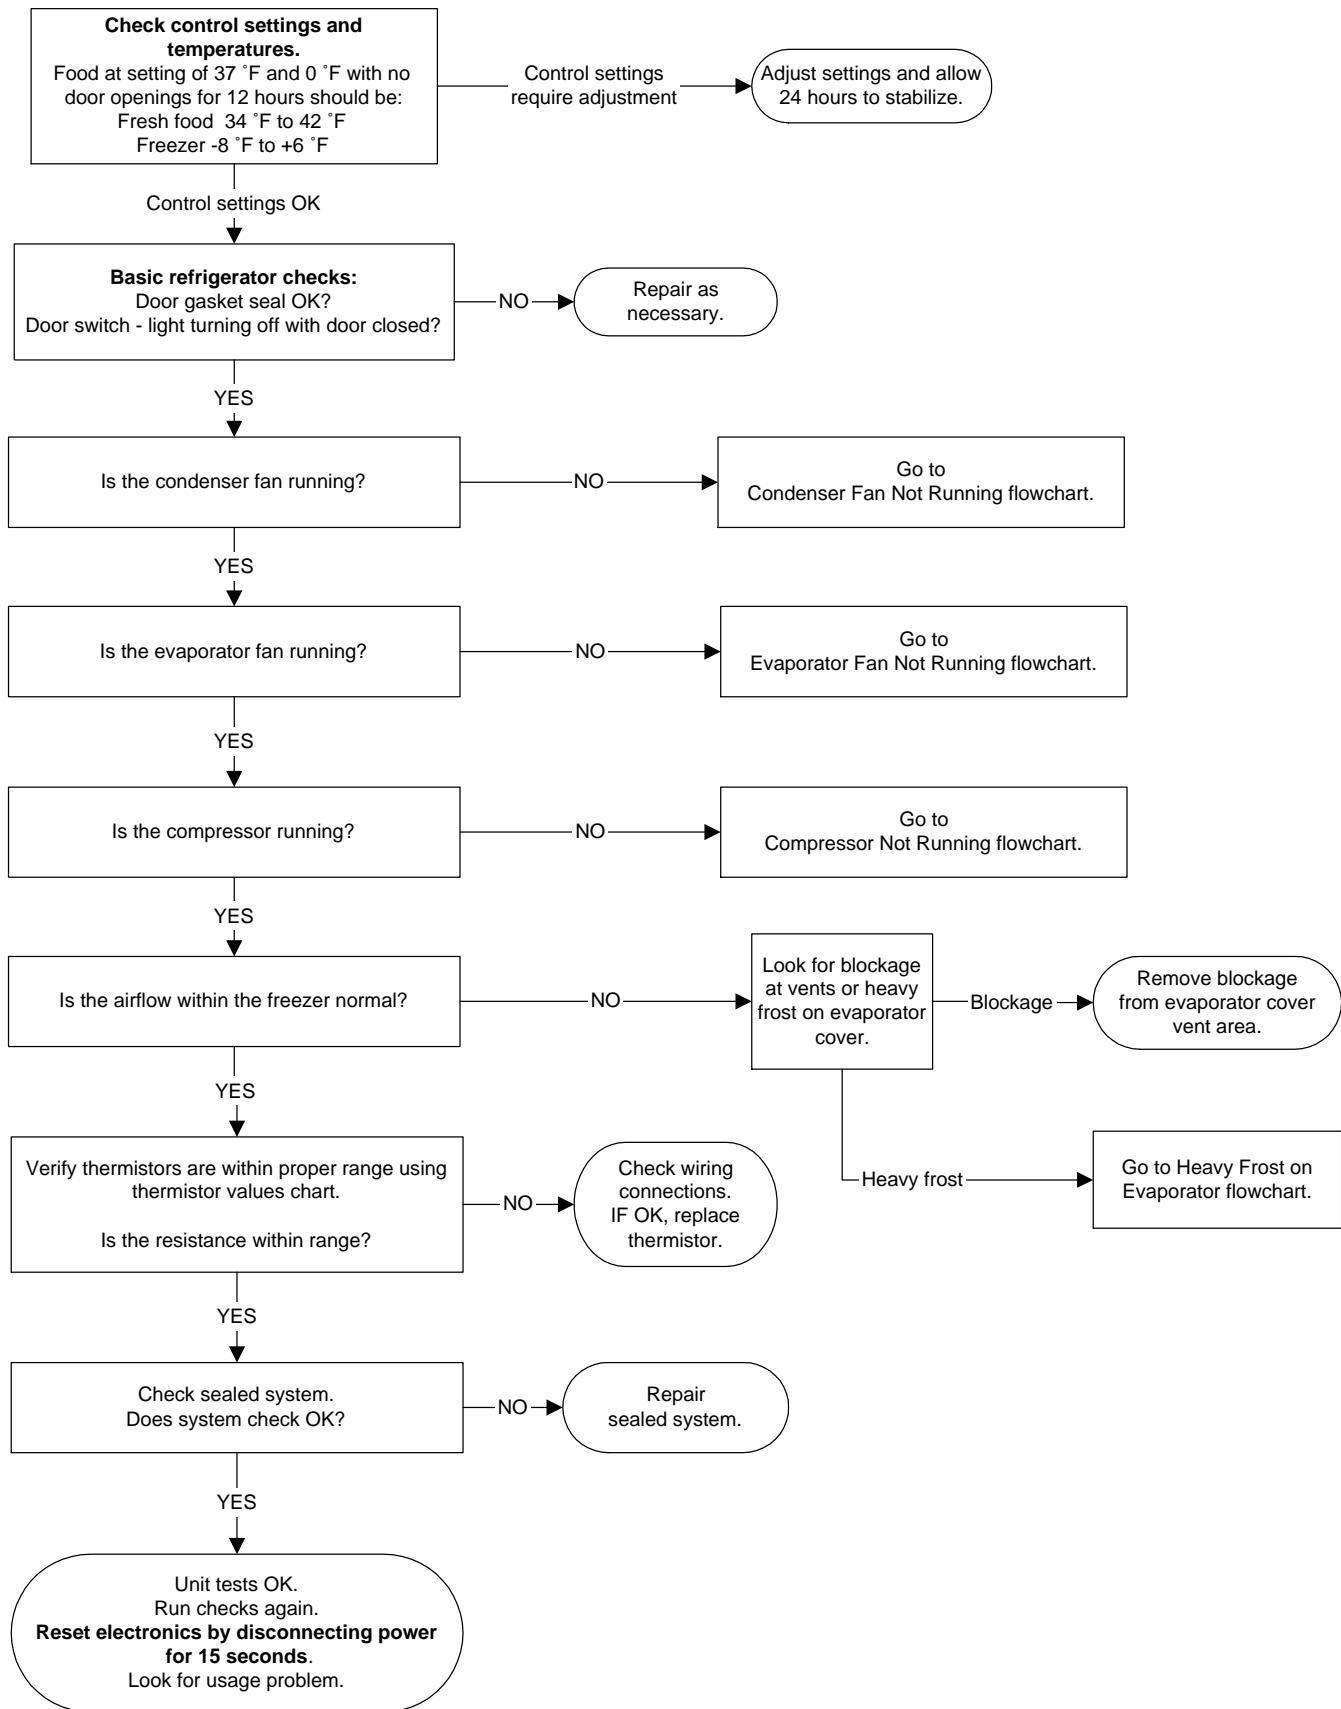 Check control settings and
temperatures.
Food at setting of 37 ˚F and 0 ˚F with no
door openings for 12 hours should be:
Fresh food  34 ˚F to 42 ˚F
Freezer -8 ˚F to +6 ˚F
Control settings
require adjustment
Adjust settings and allow
24 hours to stabilize.
Control settings OK
Basic refrigerator checks:
Door gasket seal OK?
Door switch - light turning off with door closed?
NO
Repair as
necessary.
YES
Is the condenser fan running?
NO
Go to
Condenser Fan Not Running flowchart.
YES
Is the evaporator fan running?
NO
Go to
Evaporator Fan Not Running flowchart.
YES
Is the compressor running?
NO
Go to
Compressor Not Running flowchart.
YES
Is the airflow within the freezer normal?
NO
Look for blockage
at vents or heavy
frost on evaporator
cover.
Blockage
Remove blockage
from evaporator cover
vent area.
Heavy frost
Go to Heavy Frost on
Evaporator flowchart.
YES
Verify thermistors are within proper range using
thermistor values chart.
Is the resistance within range?
NO
Check wiring
connections.
IF OK, replace
thermistor.
YES
Check sealed system.
Does system check OK?
NO
Repair
sealed system.
YES
Unit tests OK.
Run checks again.
Reset electronics by disconnecting power
for 15 seconds.
Look for usage problem.